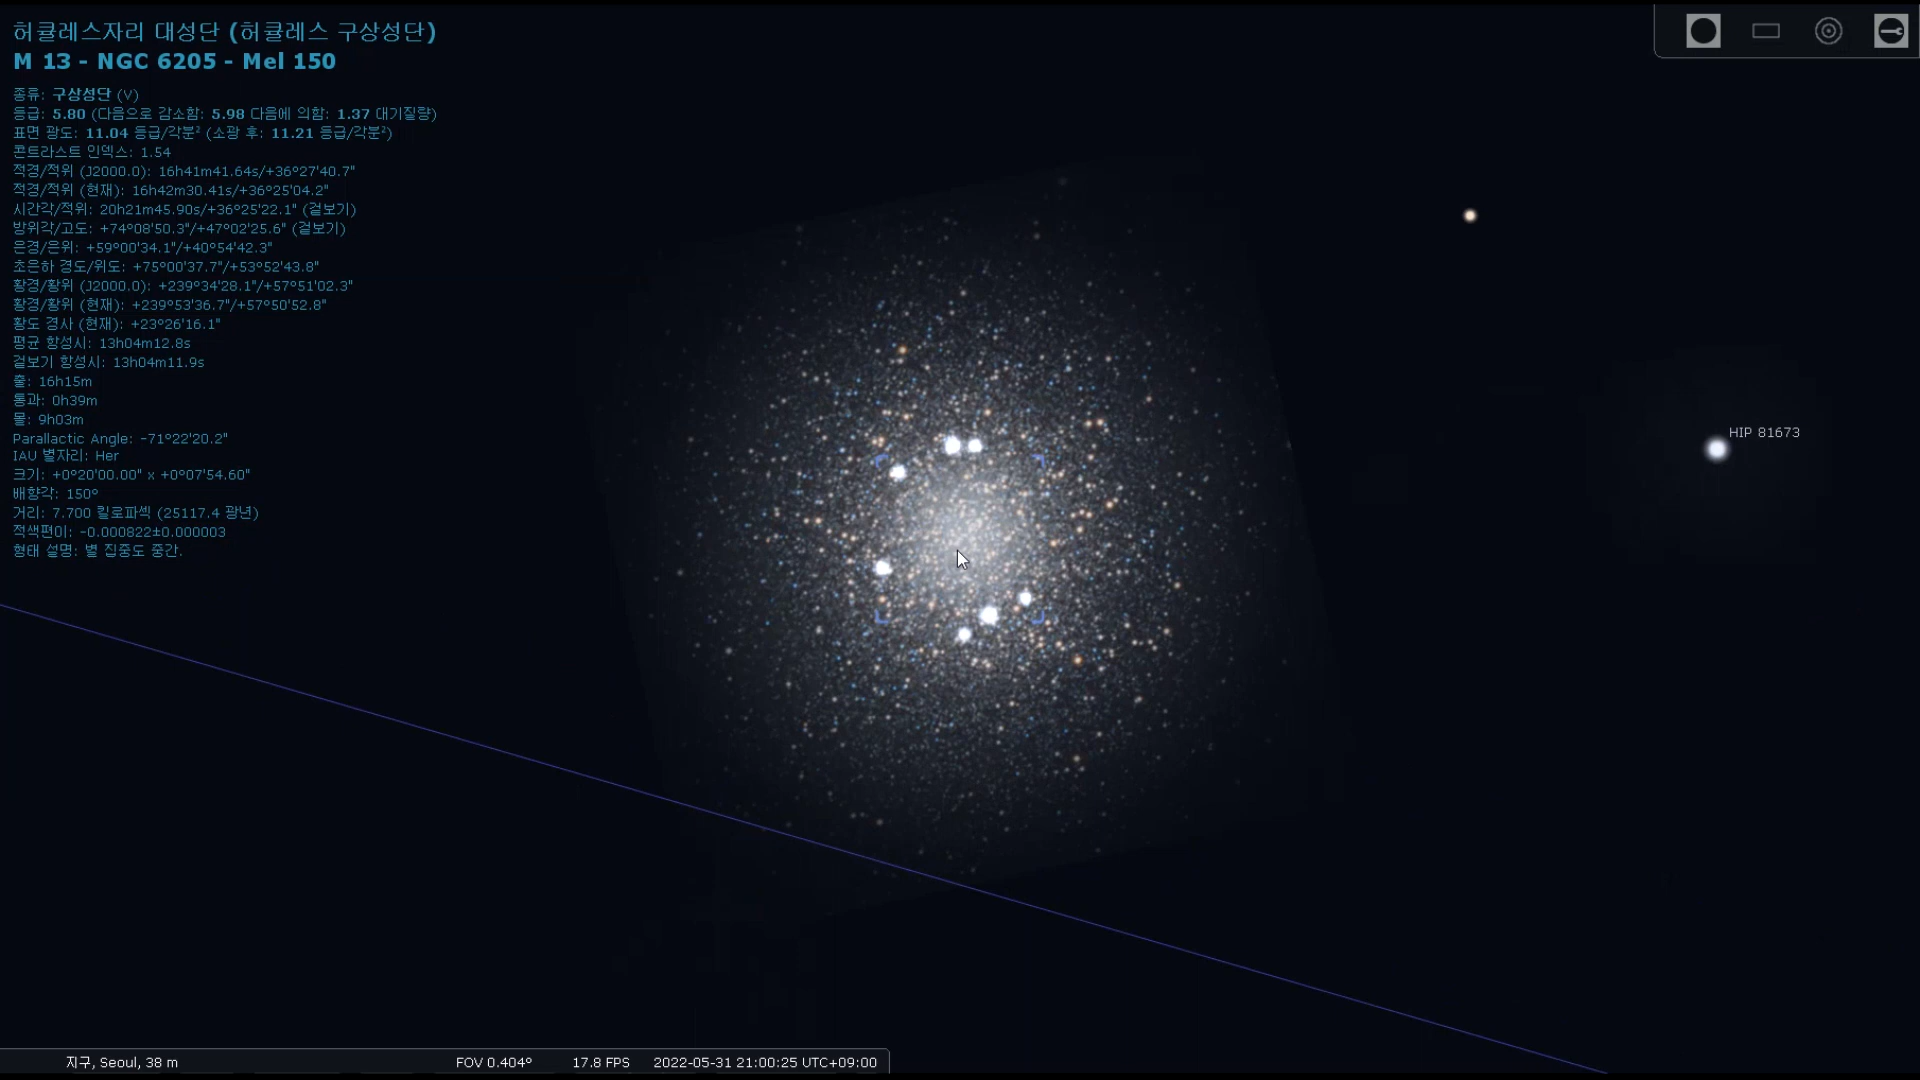 허큘레스자리 대성단 (허큘레스 구상성단)
M 13 - NGC 6205 - Mel 150
종류: 구상성단 (V)
등급: 5.80 (다음으로 감소함: 5.98 다음에 의함: 1.37 대기질량)
표면 광도: 11.04 등급/각분² (소광 후: 11.21 등급/각분²)
콘트라스트 인덱스: 1.54
적경/적위 (J2000.0): 16h41m41.64s/+36°27'40.7"
적경/적위 (현재): 16h42m30.41s/+36°25'04.2"
시간각/적위: 20h21m45.90s/+36°25'22.1" (겉보기)
방위각/고도: +74°08'50.3"/+47°02'25.6" (겉보기)
은경/은위: +59°00'34.1"/+40°54'42.3"
초은하 경도/위도: +75°00'37.7"/+53°52'43.8"
황경/황위 (J2000.0): +239°34'28.1"/+57°51'02.3"
황경/황위 (현재): +239°53'36.7"/+57°50'52.8"
황도 경사 (현재): +23°26'16.1"
평균 항성시: 13h04m12.8s
겉보기 항성시: 13h04m11.9s
출: 16h15m
통과: 0h39m
몰: 9h03m
Parallactic Angle: -71°22'20.2"
IAU 별자리: Her
크기: +0°20'00.00" x +0°07'54.60"
배향각: 150°
거리: 7.700 킬로파섹 (25117.4 광년)
적색편이: -0.000822±0.000003
형태 설명: 별 집중도 중간.
HIP 81673
지구, Seoul, 38 m FOV 0.404° 17.8 FPS 2022-05-31 21:00:25 UTC+09:00